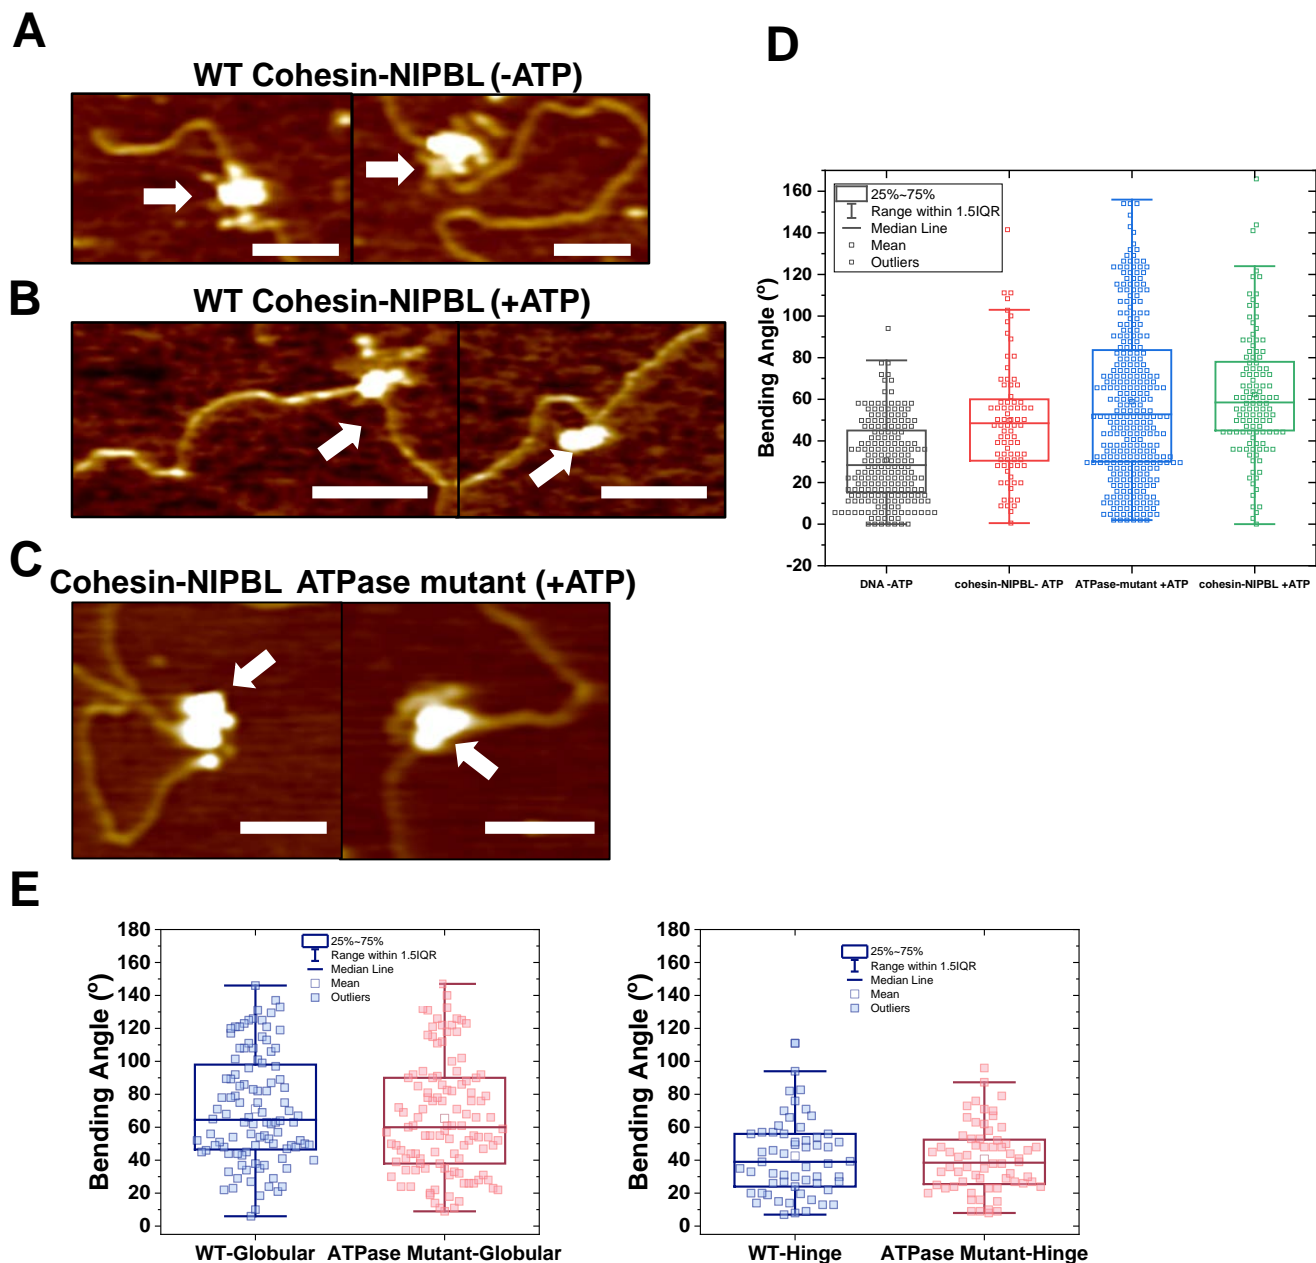 A
WT Cohesin-NIPBL (-ATP)
B
WT Cohesin-NIPBL (+ATP)
C
Cohesin-NIPBL ATPase mutant (+ATP)
D
Bending Angle (º)
160
140
120
100
80
60
40
20
0
-20
25%~75%
Range within 1.5IQR
Median Line
Mean
Outliers
DNA -ATP
cohesin-NIPBL- ATP
ATPase-mutant +ATP
cohesin-NIPBL +ATP
E
Bending Angle (º)
180
160
140
120
100
80
60
40
20
0
25%~75%
Range within 1.5IQR
Median Line
Mean
Outliers
WT-Globular
ATPase Mutant-Globular
Bending Angle (º)
180
160
140
120
100
80
60
40
20
0
25%~75%
Range within 1.5IQR
Median Line
Mean
Outliers
WT-Hinge
ATPase Mutant-Hinge